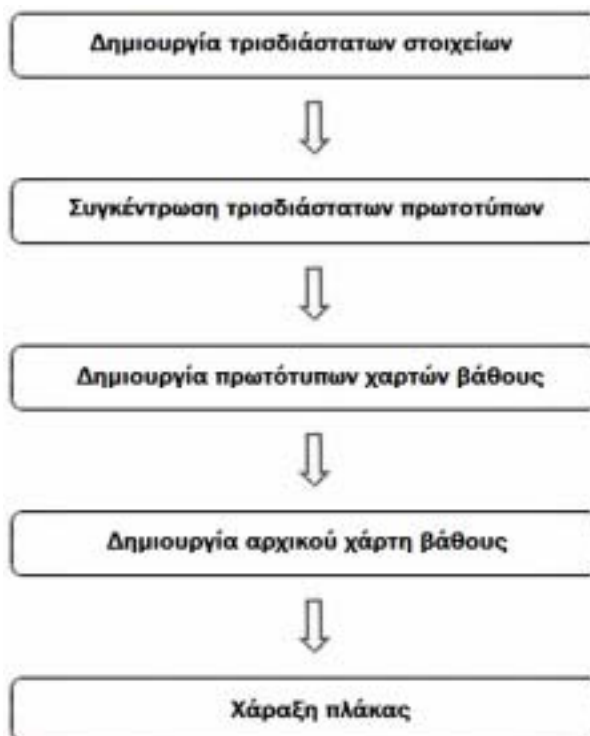 Δημιουργία τρισδιάστατων στοιχείων
Συγκέντρωση τρισδιάστατων πρωτοτύπων
Δημιουργία πρωτότυπων χαρτών βάθους
Δημιουργία αρχικού χάρτη βάθους
Χάραξη πλάκας